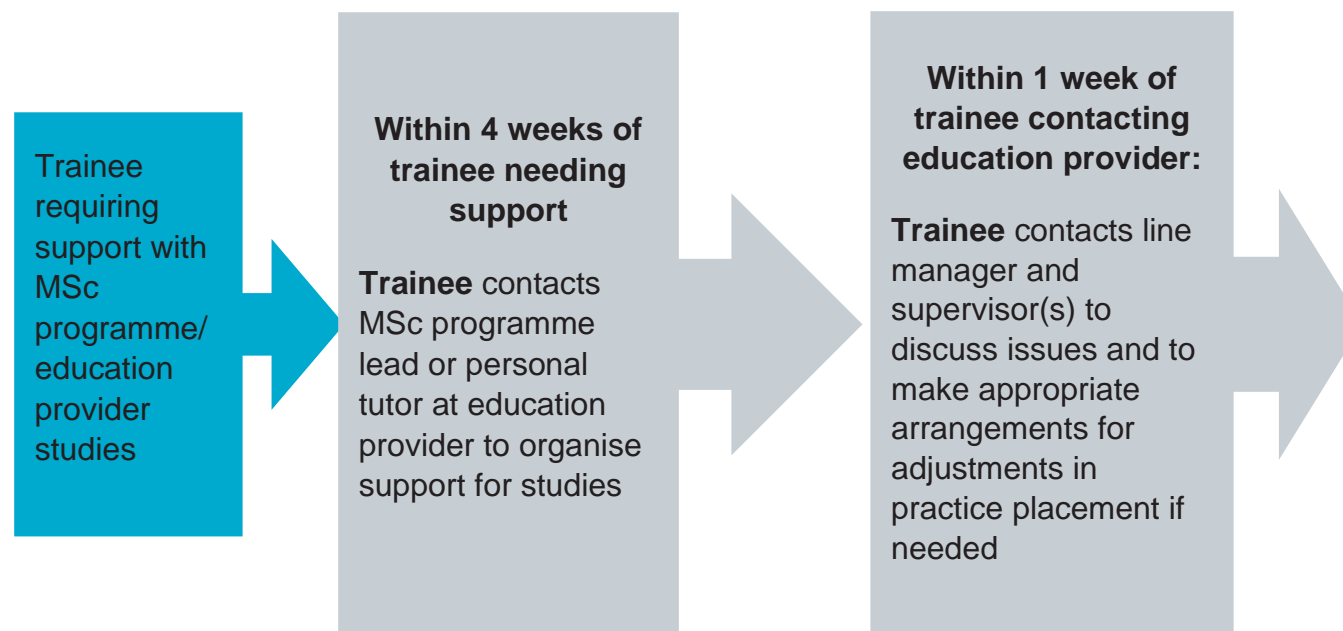 Trainee
requiring
support with
MSc
programme/
education
provider
studies
Within 4 weeks of
trainee needing
support
Trainee contacts
MSc programme
lead or personal
tutor at education
provider to organise
support for studies
Within 1 week of
trainee contacting
education provider:
Trainee contacts line
manager and
supervisor(s) to
discuss issues and to
make appropriate
arrangements for
adjustments in
practice placement if
needed